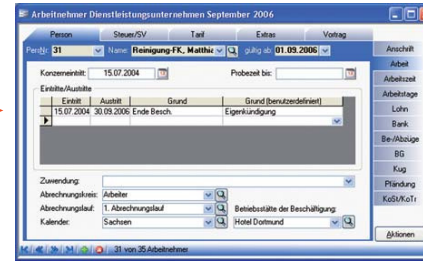 Arbeitnehmer Dienstleistungsunternehmen September 2006
Person Steuer/SV Tarif Extras Vortrag
PersNr. 31 Name: Reinigung-FK, Matthic gültig ab: 01.09.2006
Anschrift
Arbeit
Arbeitszeit
Arbeitstage
Lohn
Bank
Be-/Abzüge
BG
Kug
Pfändung
KoSt/KoTr
Aktionen
Konzerneintritt: 15.07.2004 Probezeit bis:
Eintritte/Austritte
Eintritt Austritt Grund Grund (benutzerdefiniert)
15.07.2004 30.09.2006 Ende Besch. Eigenkündigung
Zuwendung:
Abrechnungskreis: Arbeiter
Abrechnungslauf: 1. Abrechnungslauf Betriebsstätte der Beschäftigung:
Kalender: Sachsen Hotel Dortmund
31 von 35 Arbeitnehmer